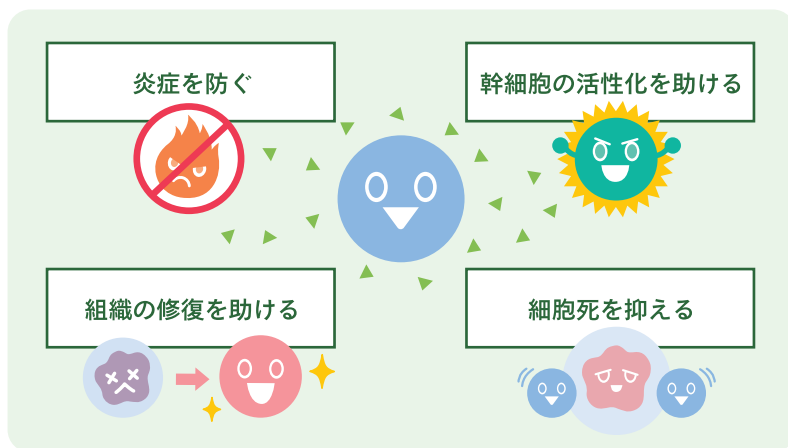 炎症を防ぐ
幹細胞の活性化を助ける
組織の修復を助ける
細胞死を抑える